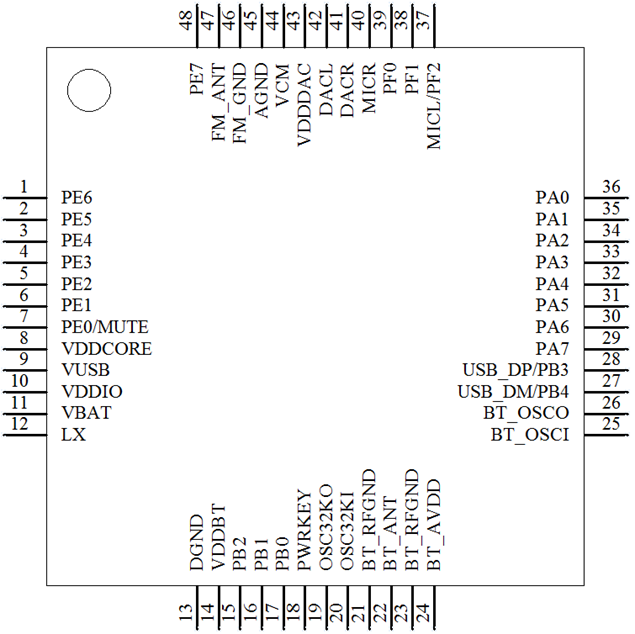 48 47 46 45 44 43 42 41 40 39 38 37
PE7 FM_ANT FM_GND AGND VCM VDDDAC DACL DACR MICR PF0 PF1 MICL/PF2
1 PE6 PA0 36
2 PE5 PA1 35
3 PE4 PA2 34
4 PE3 PA3 33
5 PE2 PA4 32
6 PE1 PA5 31
7 PE0/MUTE PA6 30
8 VDDCORE PA7 29
9 VUSB USB_DP/PB3 28
10 VDDIO USB_DM/PB4 27
11 VBAT BT_OSCO 26
12 LX BT_OSCI 25
DGND VDDBT PB2 PB1 PB0 PWRKEY OSC32KO OSC32KI BT_RFGND BT_ANT BT_RFGND BT_AVDD
13 14 15 16 17 18 19 20 21 22 23 24